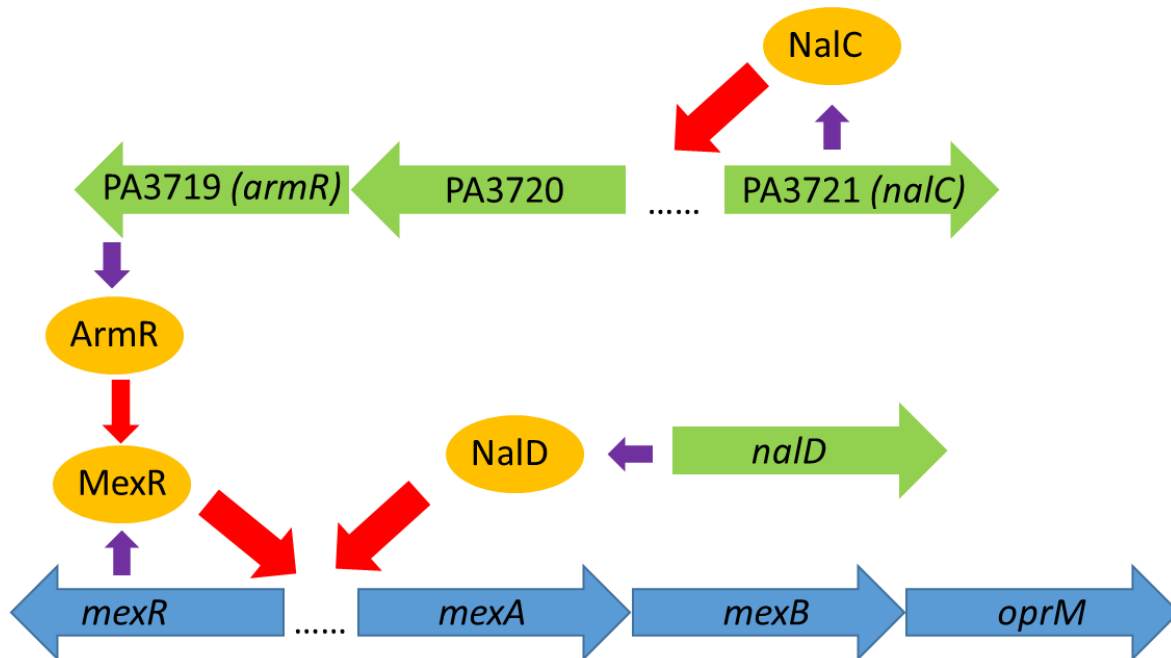 NalC
PA3719 (armR)
PA3720
......
PA3721 (nalC)
ArmR
MexR
NalD
nalD
mexR
......
mexA
mexB
oprM